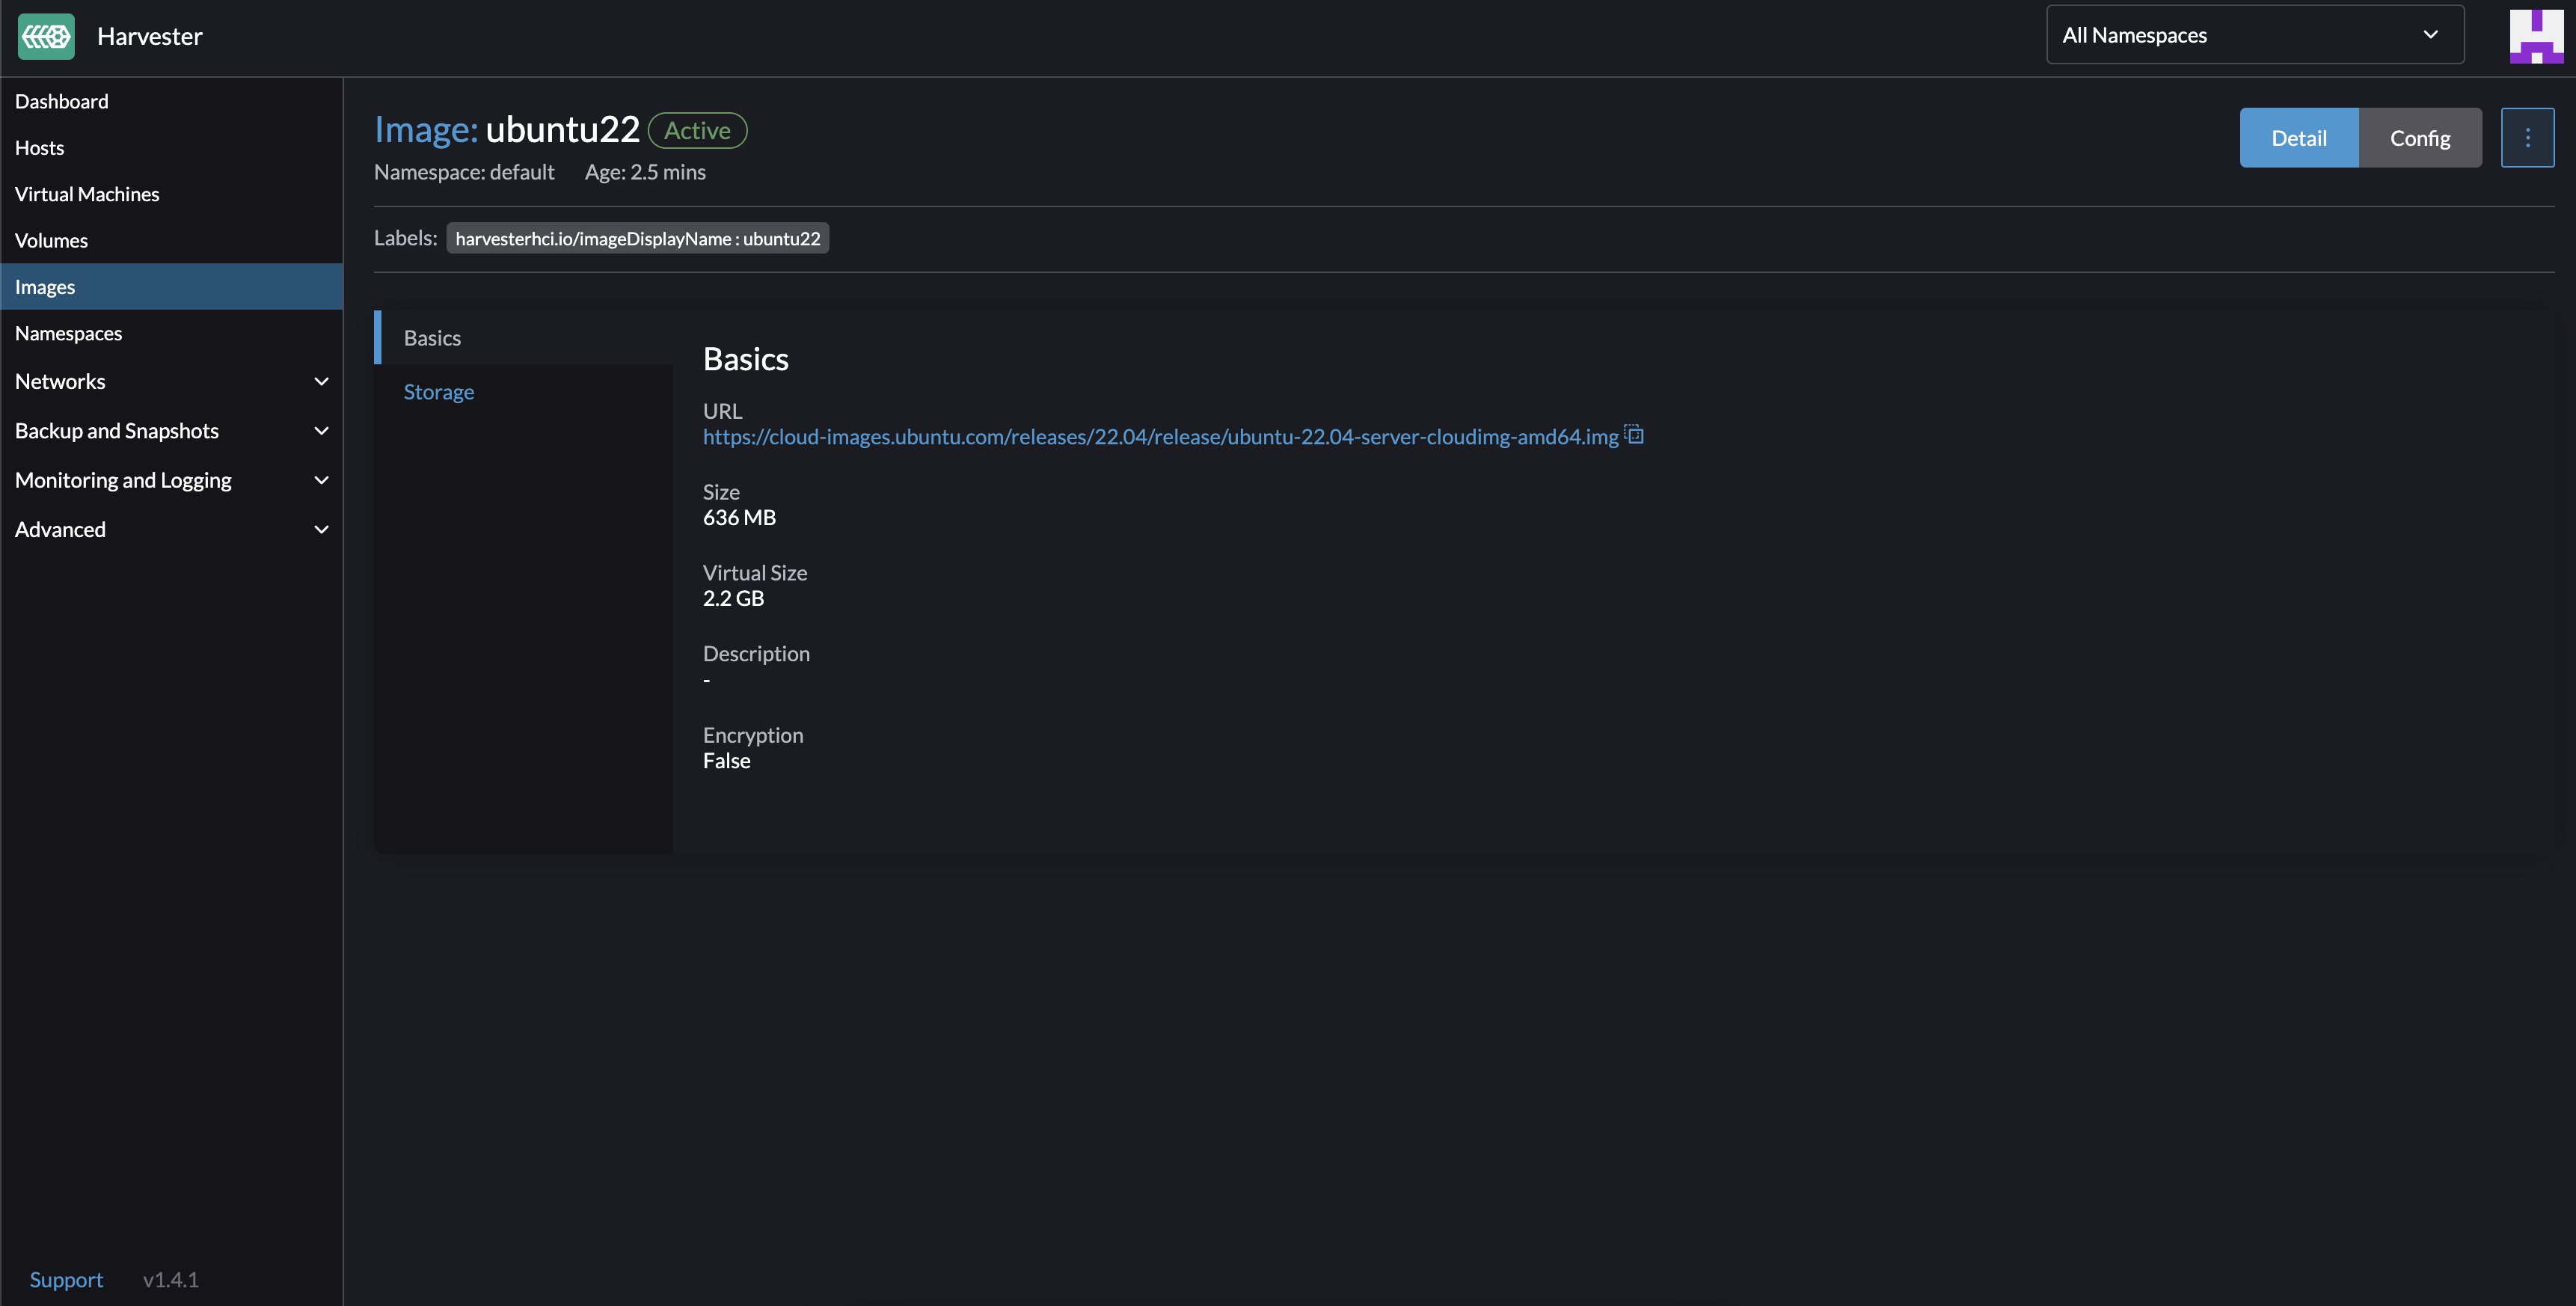 Harvester
All Namespaces
Dashboard
Hosts
Virtual Machines
Volumes
Images
Namespaces
Networks
Backup and Snapshots
Monitoring and Logging
Advanced
Support v1.4.1
Image: ubuntu22 Active
Detail Config
Namespace: default Age: 2.5 mins
Labels: harvesterhci.io/imageDisplayName : ubuntu22
Basics
Storage
Basics
URL
https://cloud-images.ubuntu.com/releases/22.04/release/ubuntu-22.04-server-cloudimg-amd64.img
Size
636 MB
Virtual Size
2.2 GB
Description
-
Encryption
False